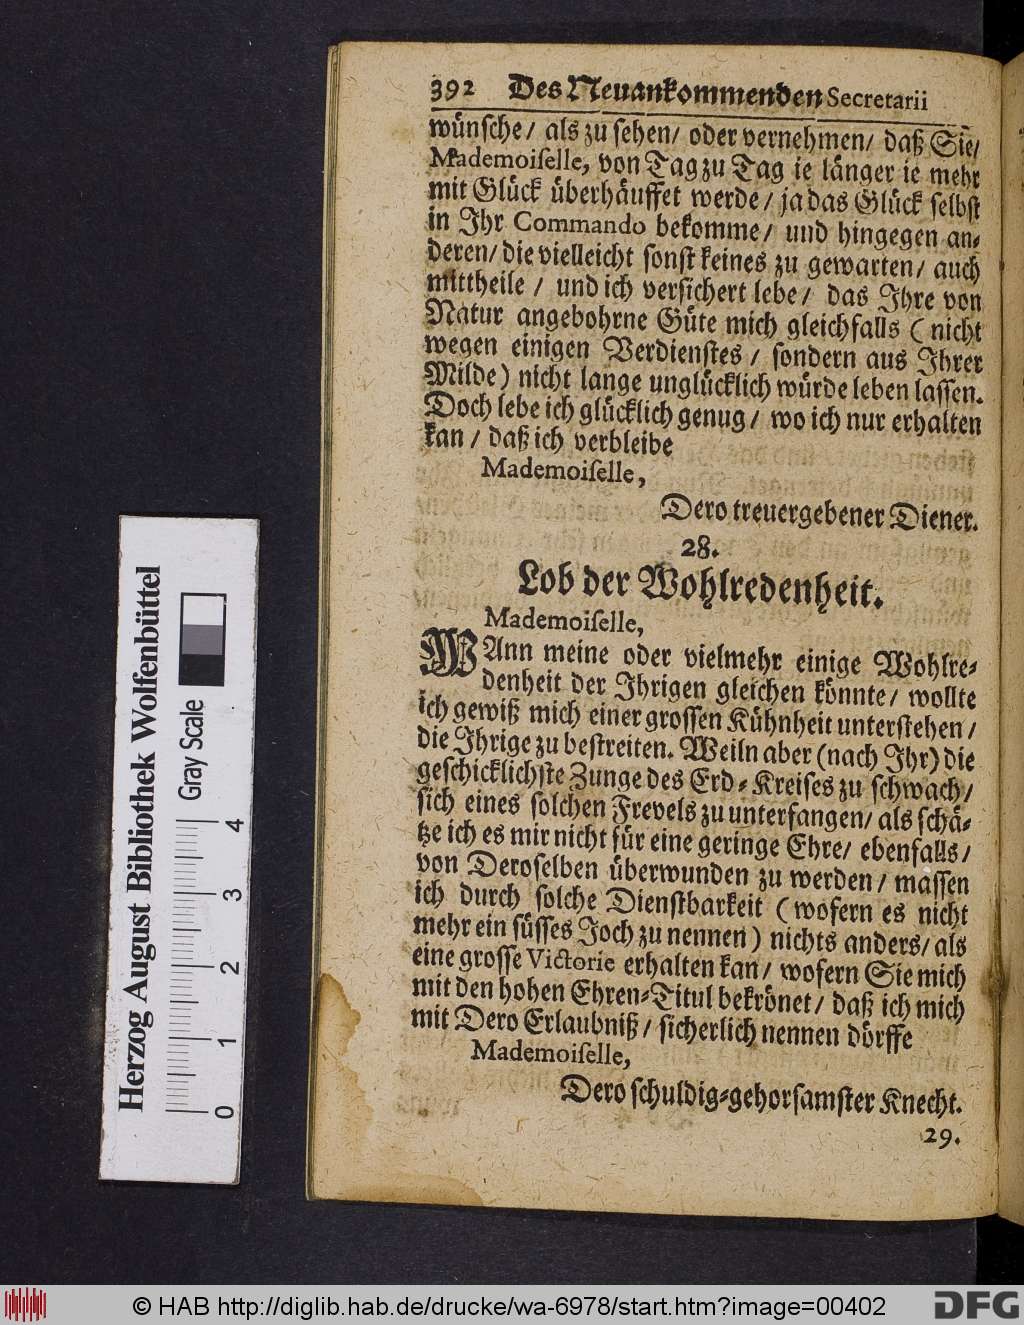 392 Des Neuankommenden Secretarii
wünsche/ als zu sehen/ oder vernehmen/ daß Sie/
Mademoiſelle, von Tag zu Tag ie länger ie mehr
mit Glück überhäuffet werde/ ja das Glück selbst
in Ihr Commando bekomme/ und hingegen an-
deren/ die vielleicht sonst keines zu gewarten/ auch
mittheile/ und ich versichert lebe/ das Ihre von
Natur angebohrne Güte mich gleichfalls (nicht
wegen einigen Verdienstes/ sondern aus Ihrer
Milde) nicht lange unglücklich würde leben lassen.
Doch lebe ich glücklich genug/ wo ich nur erhalten
kan/ daß ich verbleibe
Mademoiſelle,
Dero treuergebener Diener.
28.
Lob der Wohlredenheit.
Mademoiſelle,
WAnn meine oder vielmehr einige Wohlre-
denheit der Ihrigen gleichen könnte/ wollte
ich gewiß mich einer grossen Kühnheit unterstehen/
die Ihrige zu bestreiten. Weiln aber (nach Ihr) die
geschicklichste Zunge des Erd-Kreises zu schwach/
sich eines solchen Frevels zu unterfangen/ als schä-
tze ich es mir nicht für eine geringe Ehre/ ebenfalls/
von Deroselben überwunden zu werden/ massen
ich durch solche Dienstbarkeit (wofern es nicht
mehr ein süsses Joch zu nennen) nichts anders/ als
eine grosse Victorie erhalten kan/ wofern Sie mich
mit den hohen Ehren-Titul bekrönet/ daß ich mich
mit Dero Erlaubniß/ sicherlich nennen dörffe
Mademoiſelle,
Dero schuldig-gehorsamster Knecht.
29.
Herzog August Bibliothek Wolfenbüttel
Gray Scale
0 1 2 3 4
© HAB http://diglib.hab.de/drucke/wa-6978/start.htm?image=00402
DFG